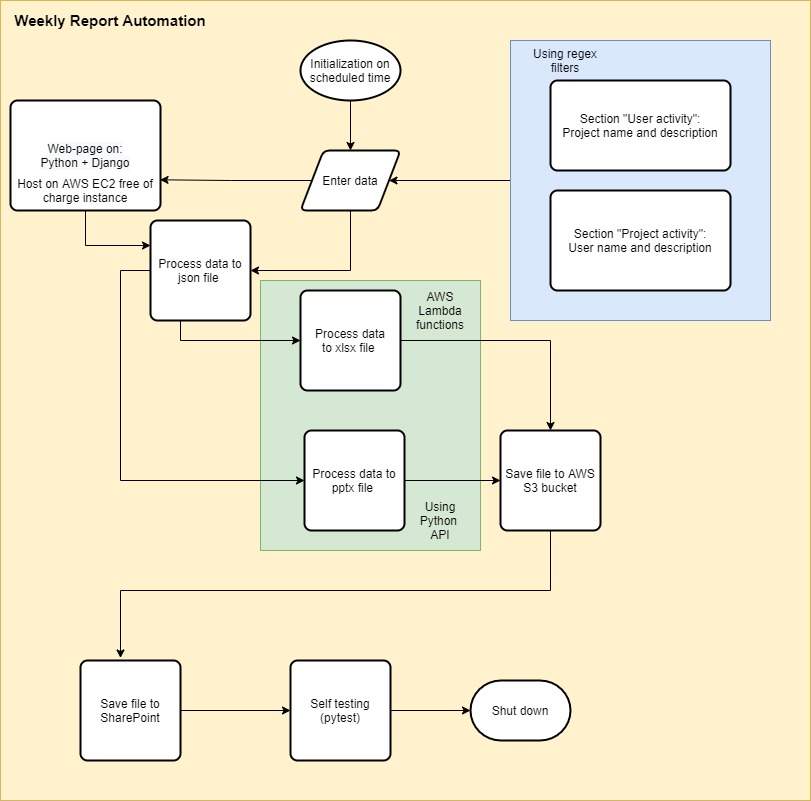 Weekly Report Automation
Initialization on
scheduled time
Using regex
filters
Section "User activity":
Project name and description
Web-page on:
Python + Django
Host on AWS EC2 free of
charge instance
Enter data
Section "Project activity":
User name and description
Process data to
json file
AWS
Lambda
functions
Process data
to xlsx file
Process data to
pptx file
Save file to AWS
S3 bucket
Using
Python
API
Save file to
SharePoint
Self testing
(pytest)
Shut down